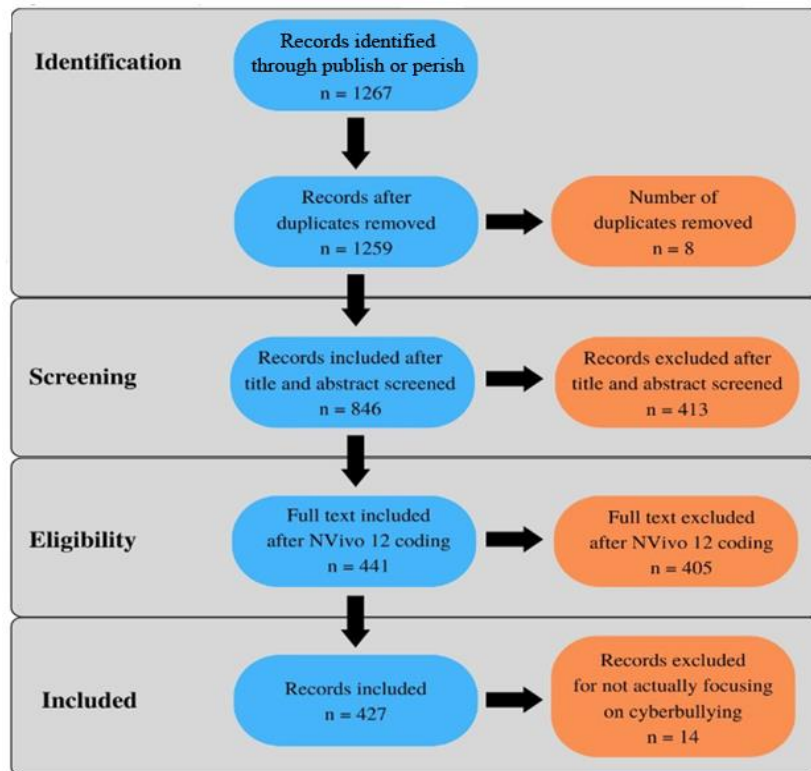 Identification
Records identified
through publish or perish
n = 1267
Records after
duplicates removed
n = 1259
Number of
duplicates removed
n = 8
Screening
Records included after
title and abstract screened
n = 846
Records excluded after
title and abstract screened
n = 413
Eligibility
Full text included
after NVivo 12 coding
n = 441
Full text excluded
after NVivo 12 coding
n = 405
Included
Records included
n = 427
Records excluded
for not actually focusing
on cyberbullying
n = 14